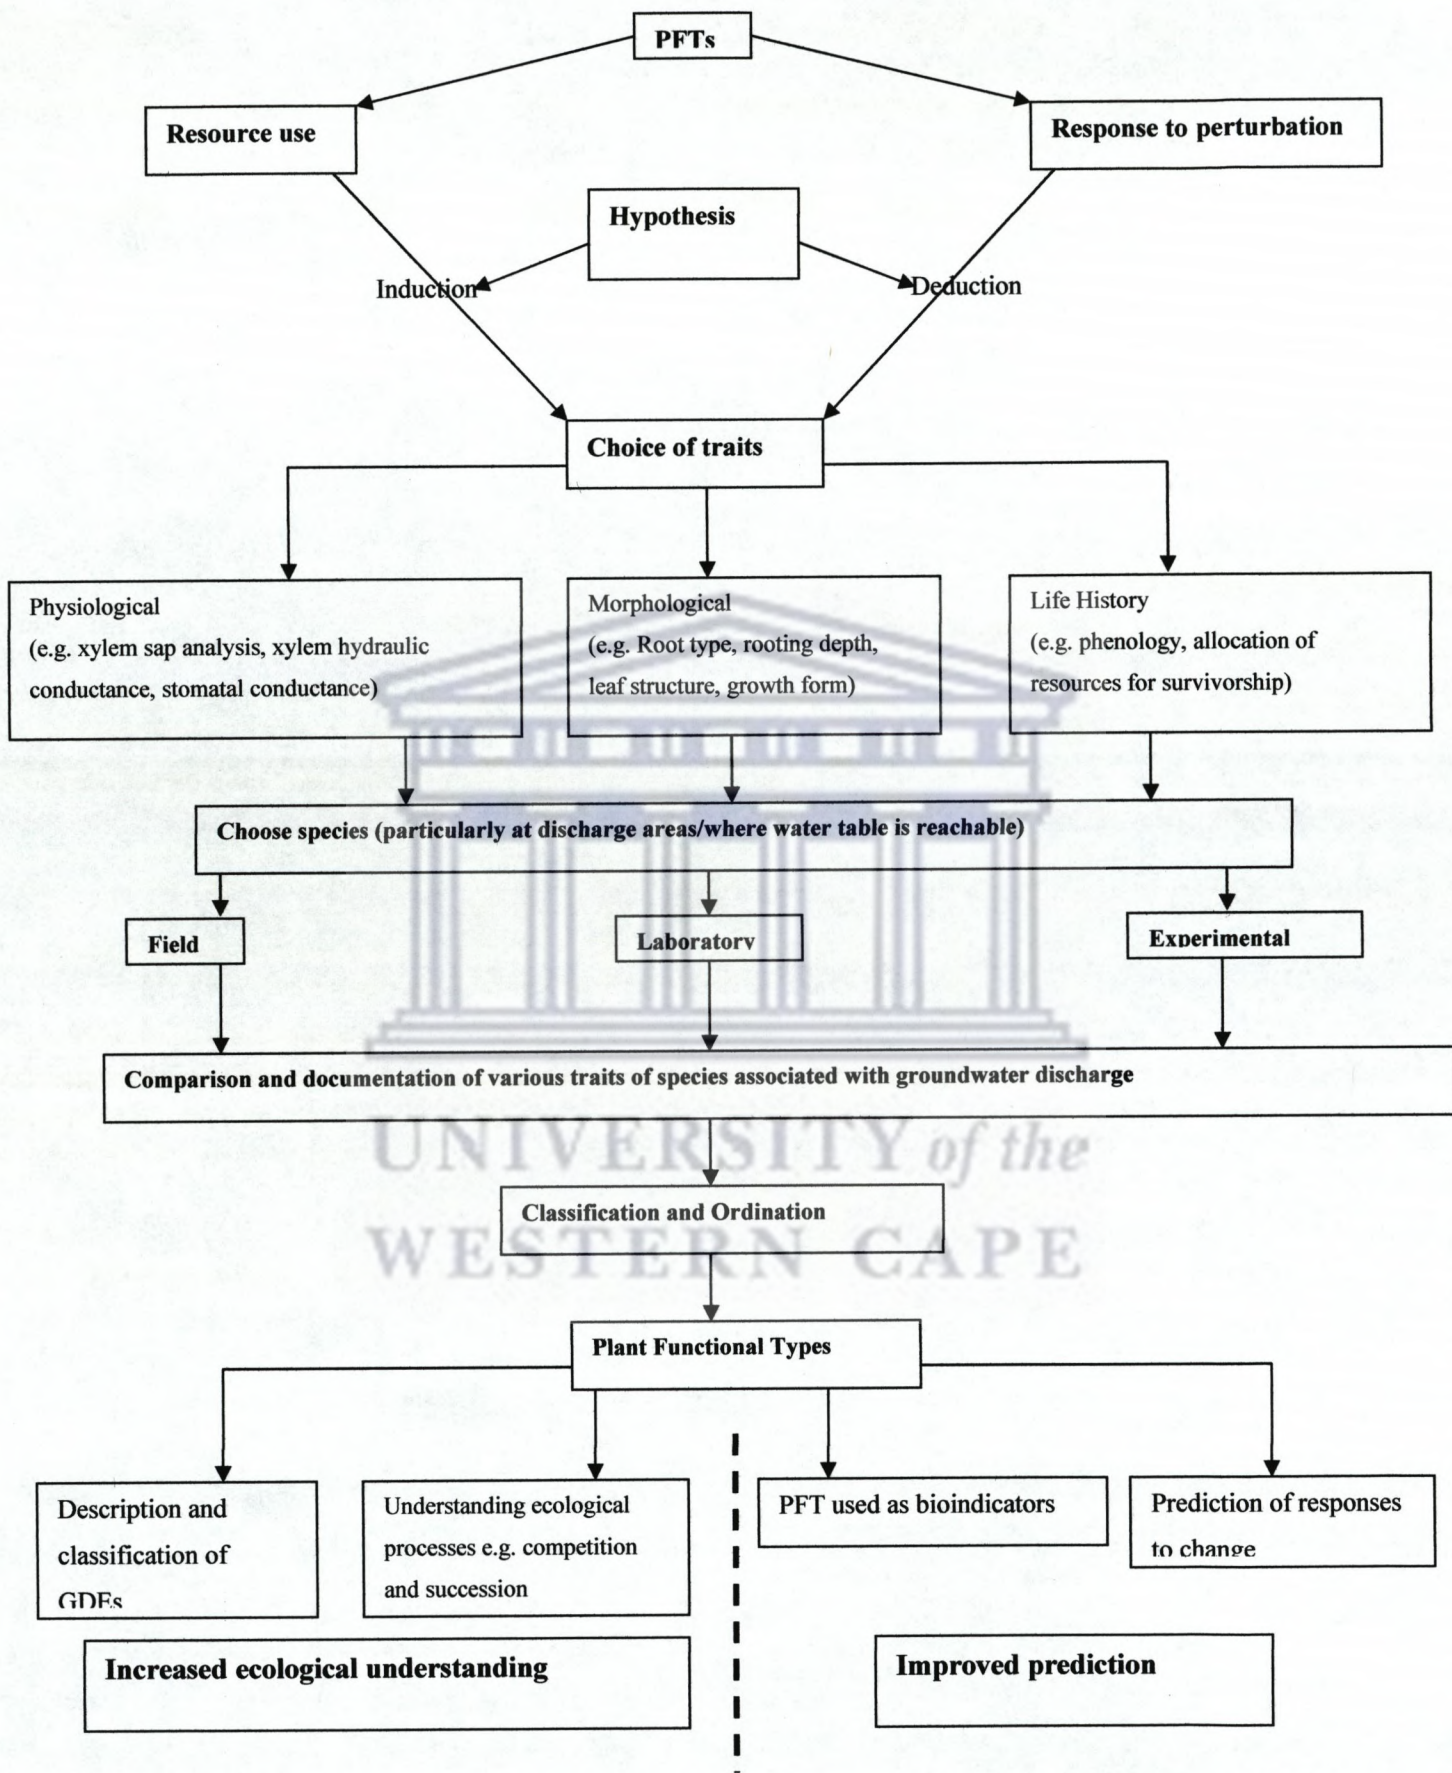 PFTs
Resource use
Response to perturbation
Hypothesis
Induction
Deduction
Choice of traits
Physiological
(e.g. xylem sap analysis, xylem hydraulic
conductance, stomatal conductance)
Morphological
(e.g. Root type, rooting depth,
leaf structure, growth form)
Life History
(e.g. phenology, allocation of
resources for survivorship)
Choose species (particularly at discharge areas/where water table is reachable)
Field
Laboratory
Experimental
Comparison and documentation of various traits of species associated with groundwater discharge
UNIVERSITY of the
WESTERN CAPE
Classification and Ordination
Plant Functional Types
Description and
classification of
GDEs
Understanding ecological
processes e.g. competition
and succession
PFT used as bioindicators
Prediction of responses
to change
Increased ecological understanding
Improved prediction